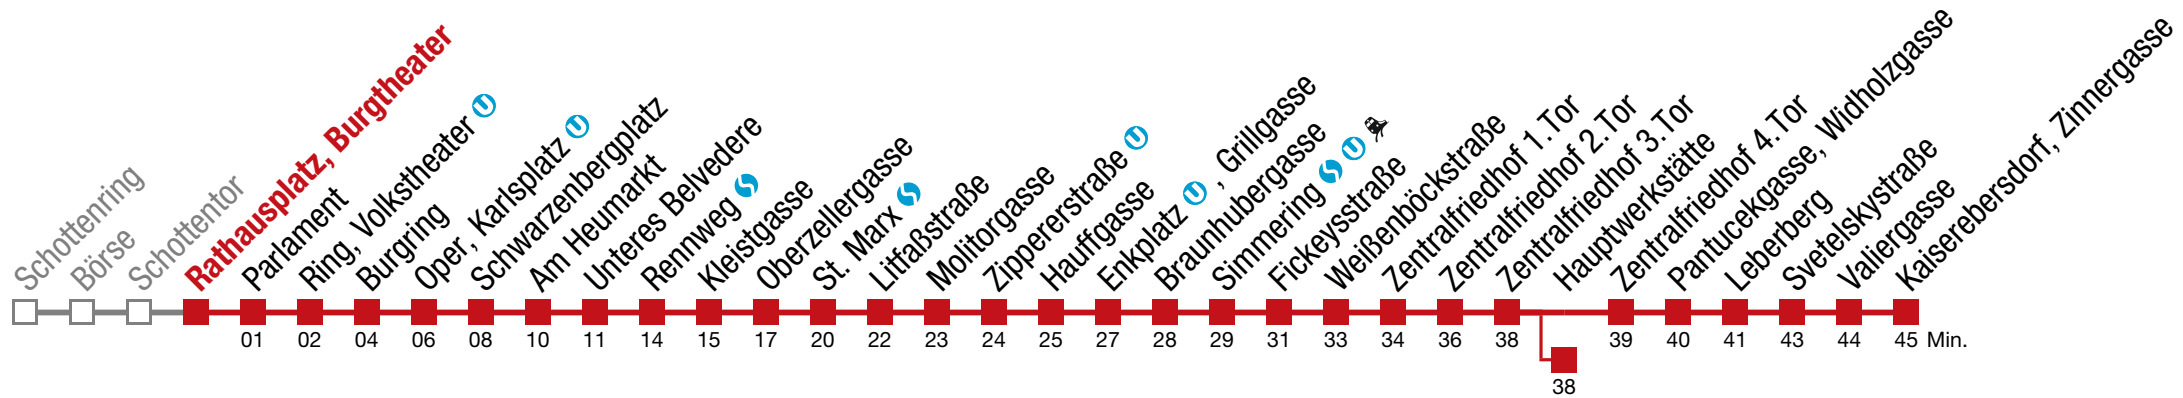 Schottenring
Börse
Schottentor
Rathausplatz, Burgtheater
Parlament
Ring, Volkstheater U
Burgring
Oper, Karlsplatz U
Schwarzenbergplatz
Am Heumarkt
Unteres Belvedere
Rennweg S
Kleistgasse
Oberzellergasse
St. Marx S
Litfaßstraße
Molitorgasse
Zippererstraße U
Hauffgasse
Enkplatz U , Grillgasse
Braunhubergasse
Simmering S U
Fickeysstraße
Weißenböckstraße
Zentralfriedhof 1.Tor
Zentralfriedhof 2.Tor
Zentralfriedhof 3.Tor
Hauptwerkstätte
Zentralfriedhof 4.Tor
Pantucekgasse, Widholzgasse
Leberberg
Svetelskystraße
Valiergasse
Kaiserebersdorf, Zinnergasse
01 02 04 06 08 10 11 14 15 17 20 22 23 24 25 27 28 29 31 33 34 36 38 39 40 41 43 44 45 Min.
38